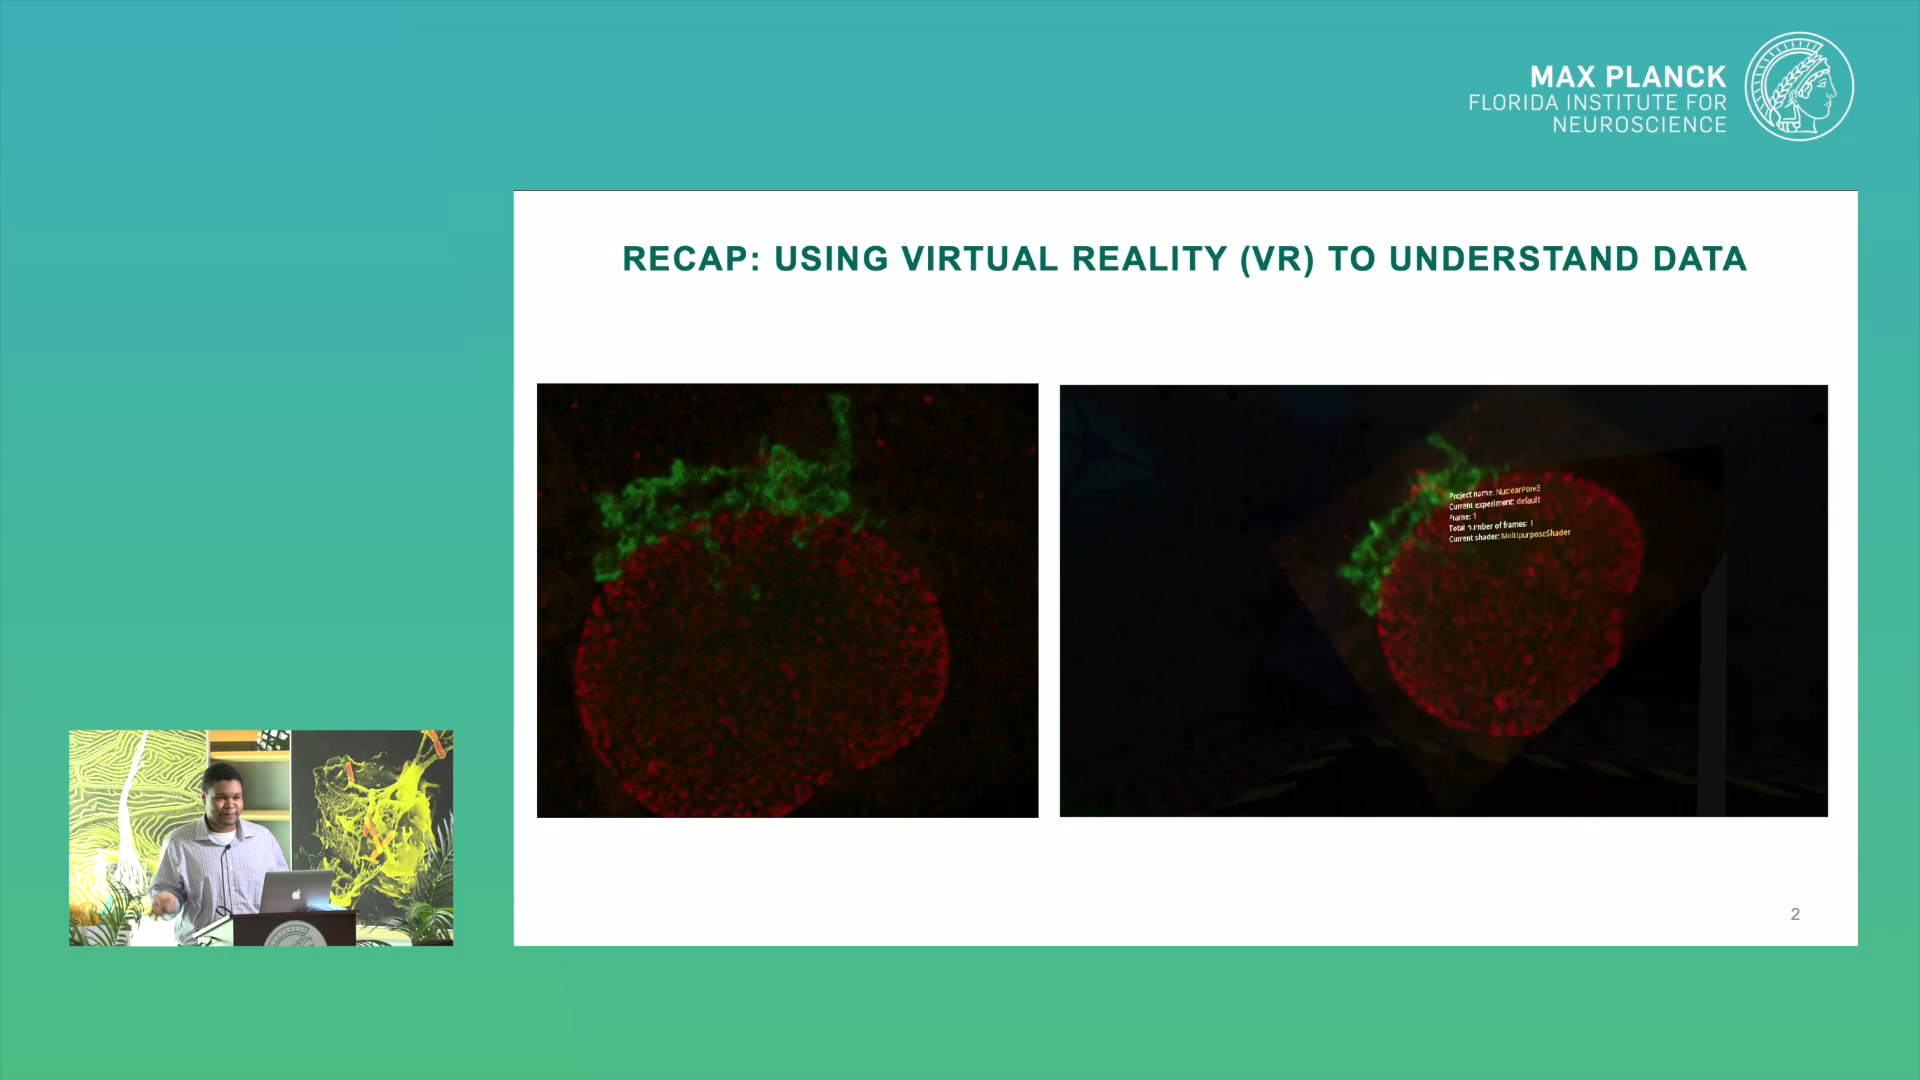 MAX PLANCK
FLORIDA INSTITUTE FOR
NEUROSCIENCE
RECAP: USING VIRTUAL REALITY (VR) TO UNDERSTAND DATA
Project name: NuclearPore3
Current experiment: default
Frame: 1
Total number of frames: 1
Current shader: MultipurposeShader
2